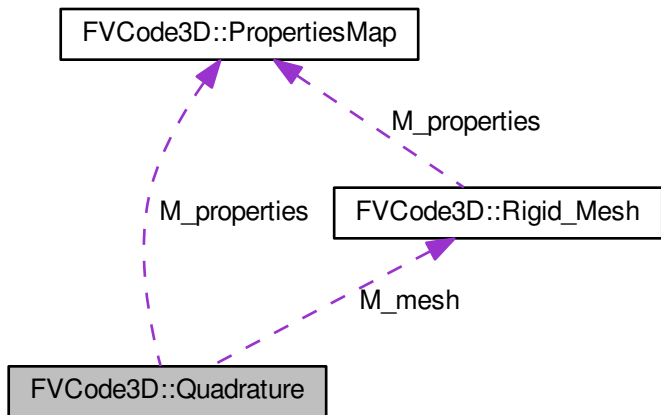 FVCode3D::PropertiesMap
M_properties
FVCode3D::Rigid_Mesh
M_properties
M_mesh
FVCode3D::Quadrature